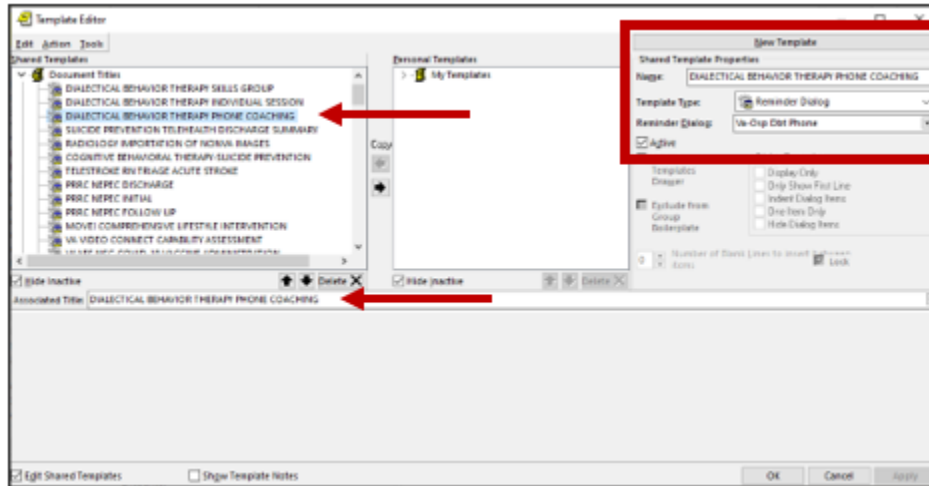 Template Editor
Edit Action Tools
Shared Templates
Document Titles
DIALECTICAL BEHAVIOR THERAPY SKILLS GROUP
DIALECTICAL BEHAVIOR THERAPY INDIVIDUAL SESSION
DIALECTICAL BEHAVIOR THERAPY PHONE COACHING
SUICIDE PREVENTION TELEHEALTH DISCHARGE SUMMARY
RADIOLOGY IMPORTATION OF NONVA IMAGES
COGNITIVE BEHAVIORAL THERAPY-SUICIDE PREVENTION
TELESTROKE RN TRIAGE ACUTE STROKE
PRRC NEPEC DISCHARGE
PRRC NEPEC INITIAL
PRRC NEPEC FOLLOW UP
MOVE! COMPREHENSIVE LIFESTYLE INTERVENTION
VA VIDEO CONNECT CAPABILITY ASSESSMENT
Hide Inactive
Delete
Copy
Personal Templates
My Templates
Hide Inactive
Delete
New Template
Shared Template Properties
Name: DIALECTICAL BEHAVIOR THERAPY PHONE COACHING
Template Type: Reminder Dialog
Reminder Dialog: Va-Osp Dbt Phone
Active
Templates
Drawer
Exclude from
Group
Boilerplate
Display Only
Only Show First Line
Indent Dialog Items
One Item Only
Hide Dialog Items
0 Number of Blank Lines to insert between
items
Lock
Associated Title: DIALECTICAL BEHAVIOR THERAPY PHONE COACHING
Edit Shared Templates
Show Template Notes
OK
Cancel
Apply